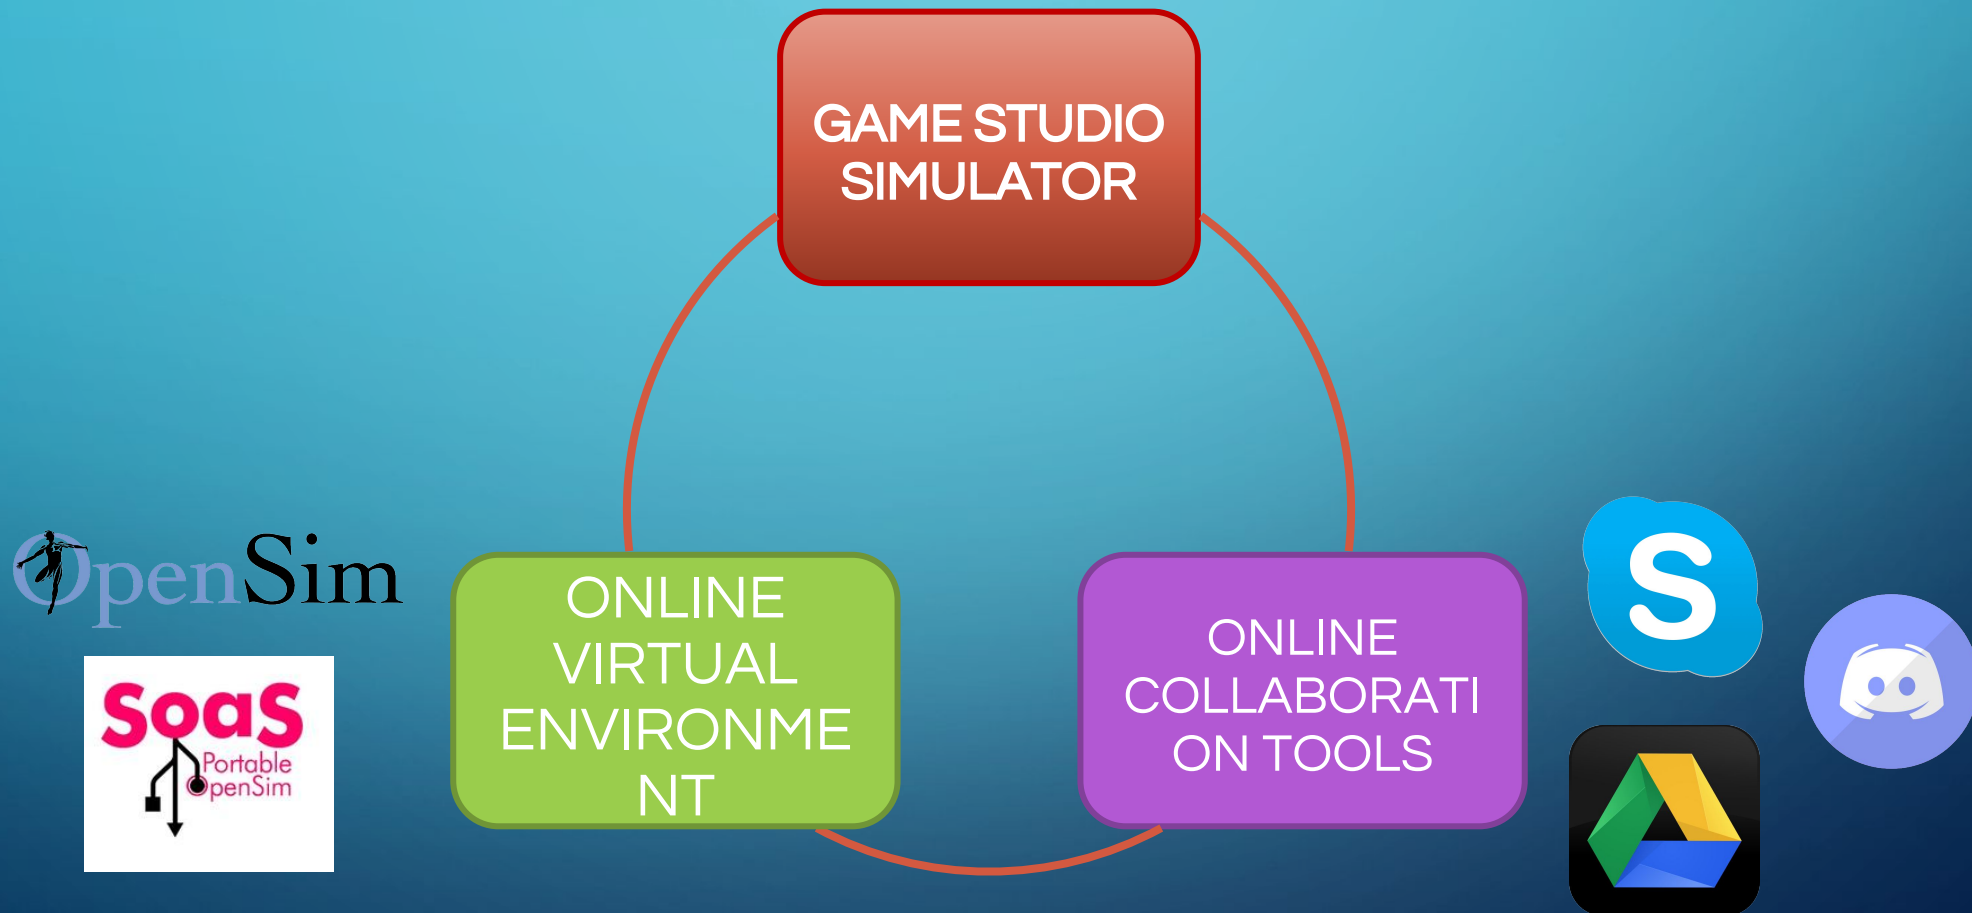 GAME STUDIO
SIMULATOR
OpenSim
SoaS
Portable
OpenSim
ONLINE
VIRTUAL
ENVIRONME
NT
ONLINE
COLLABORATI
ON TOOLS
S